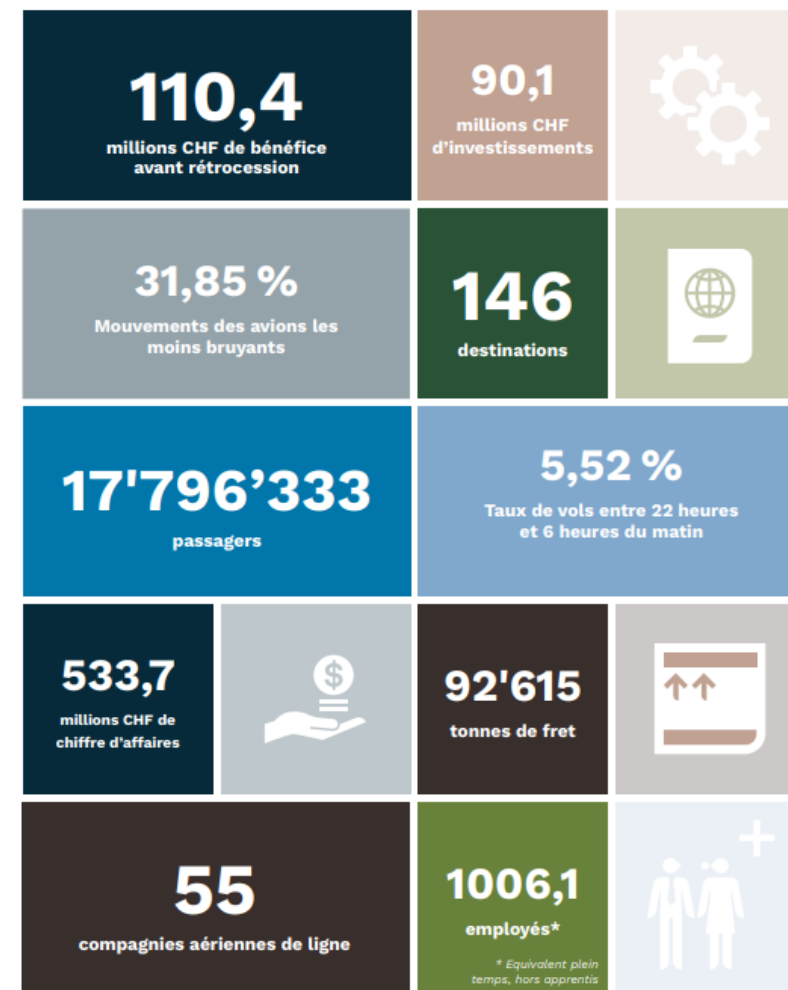 110,4
millions CHF de bénéfice
avant rétrocession
90,1
millions CHF
d'investissements
31,85 %
Mouvements des avions les
moins bruyants
146
destinations
17'796’333
passagers
5,52 %
Taux de vols entre 22 heures
et 6 heures du matin
533,7
millions CHF de
chiffre d'affaires
$
92'615
tonnes de fret
55
compagnies aériennes de ligne
1006,1
employés*
* Equivalent plein
temps, hors apprentis